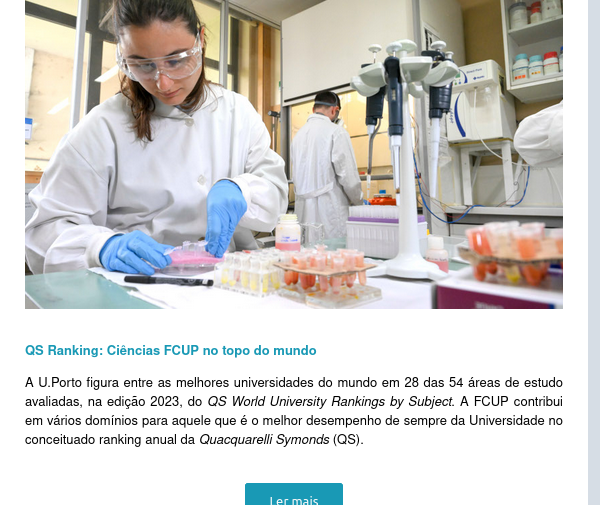 QS Ranking: Ciências FCUP no topo do mundo
A U.Porto figura entre as melhores universidades do mundo em 28 das 54 áreas de estudo
avaliadas, na edição 2023, do QS World University Rankings by Subject. A FCUP contribui
em vários domínios para aquele que é o melhor desempenho de sempre da Universidade no
conceituado ranking anual da Quacquarelli Symonds (QS).
Ler mais